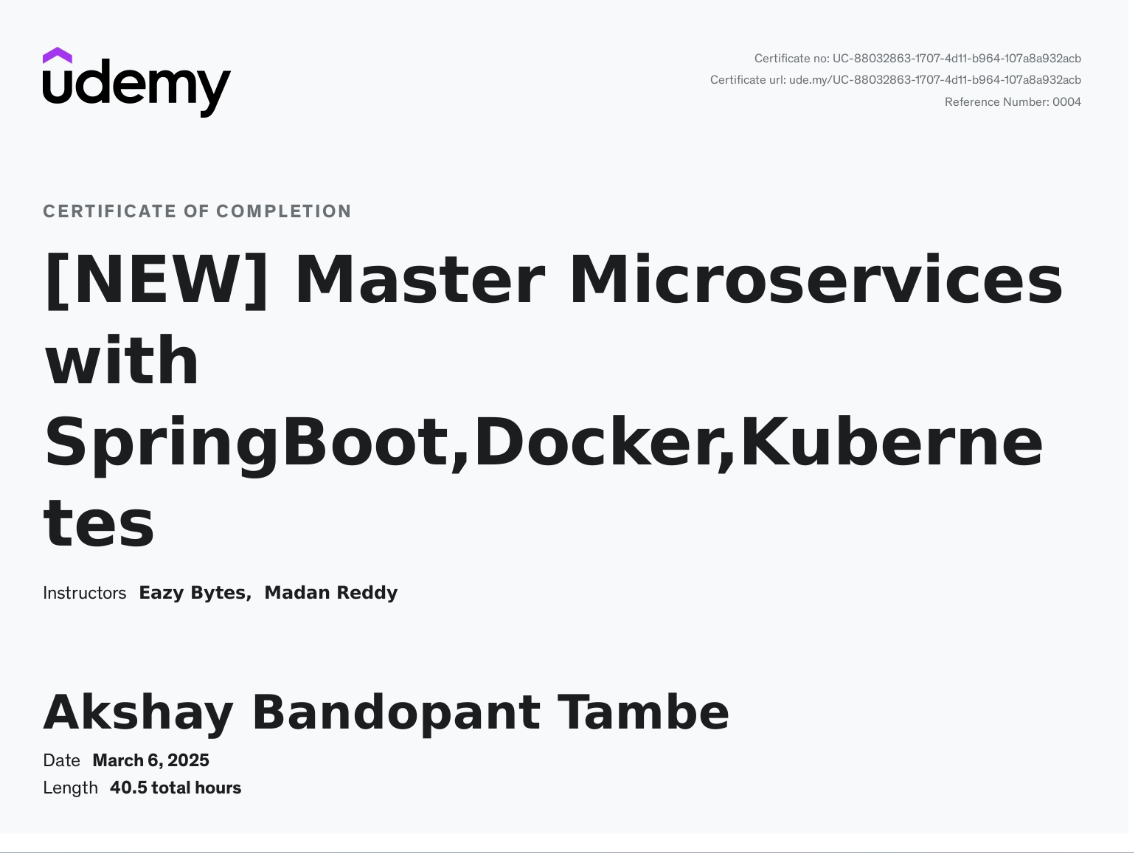 udemy
Certificate no: UC-88032863-1707-4d11-b964-107a8a932acb
Certificate url: ude.my/UC-88032863-1707-4d11-b964-107a8a932acb
Reference Number: 0004
CERTIFICATE OF COMPLETION
[NEW] Master Microservices
with
SpringBoot,Docker,Kuberne
tes
Instructors Eazy Bytes, Madan Reddy
Akshay Bandopant Tambe
Date March 6, 2025
Length 40.5 total hours